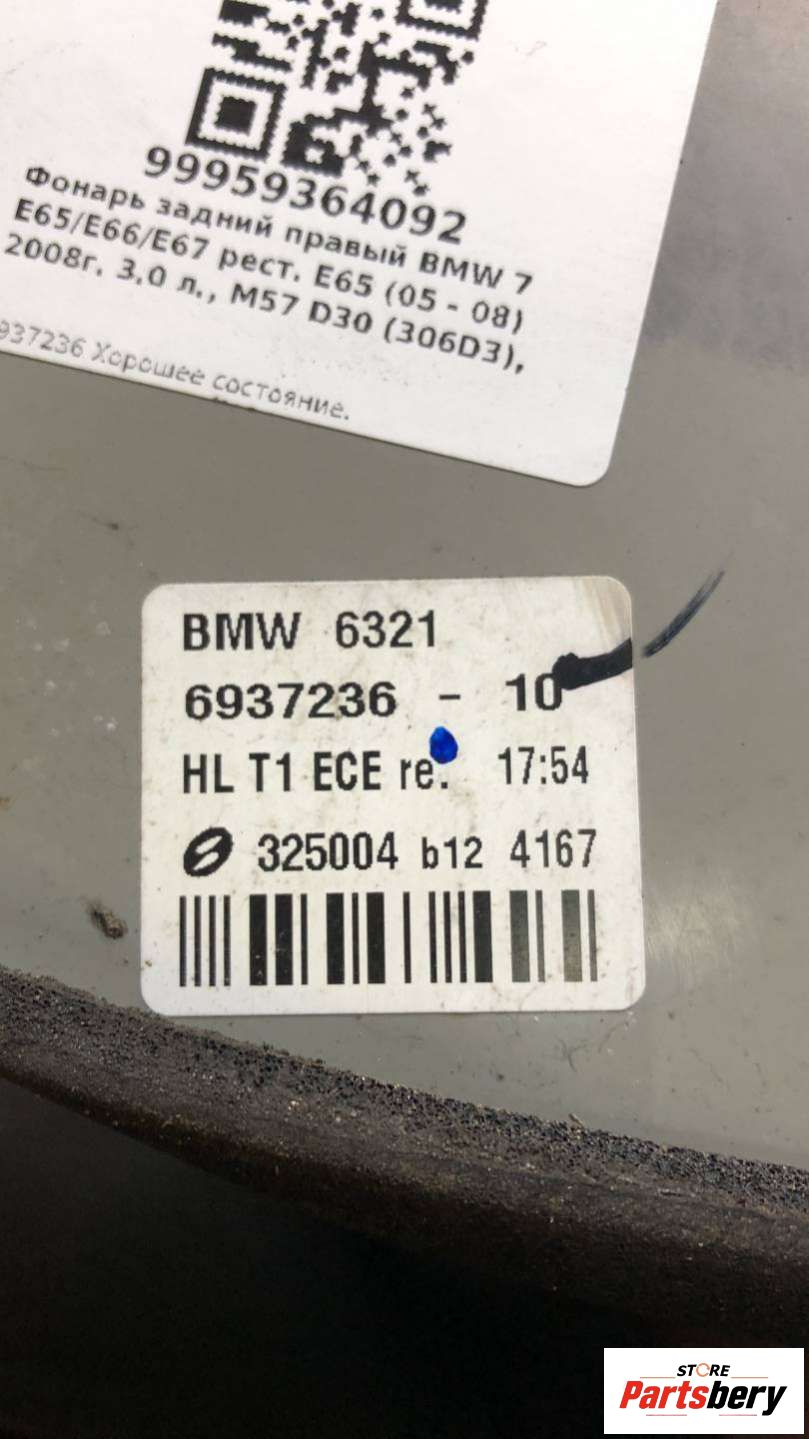 99959364092
Фонарь задний правый BMW 7
E65/E66/E67 рест. E65 (05 - 08)
2008г. 3.0 л., M57 D30 (306D3),
937236 Хорошее состояние.
BMW 6321
6937236 - 10
HL T1 ECE re. 17:54
325004 b12 4167
STORE
Partsbery